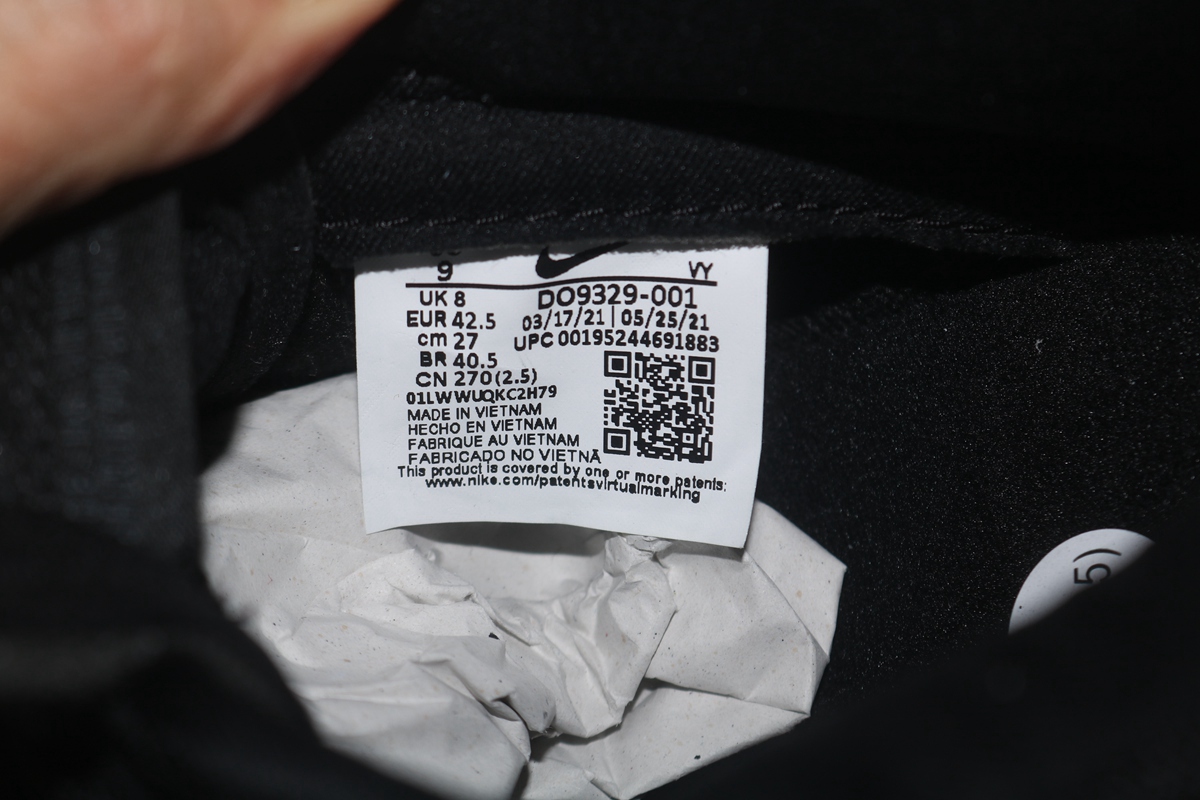 9 VY
UK 8
EUR 42.5
cm 27
BR 40.5
CN 270(2.5)
DO9329-001
03/17/21 | 05/25/21
UPC 00195244691883
01LWWUQKC2H79
MADE IN VIETNAM
HECHO EN VIETNAM
FABRIQUE AU VIETNAM
FABRICADO NO VIETNÃ
This product is covered by one or more patents:
www.nike.com/patentsvirtualmarking
5)